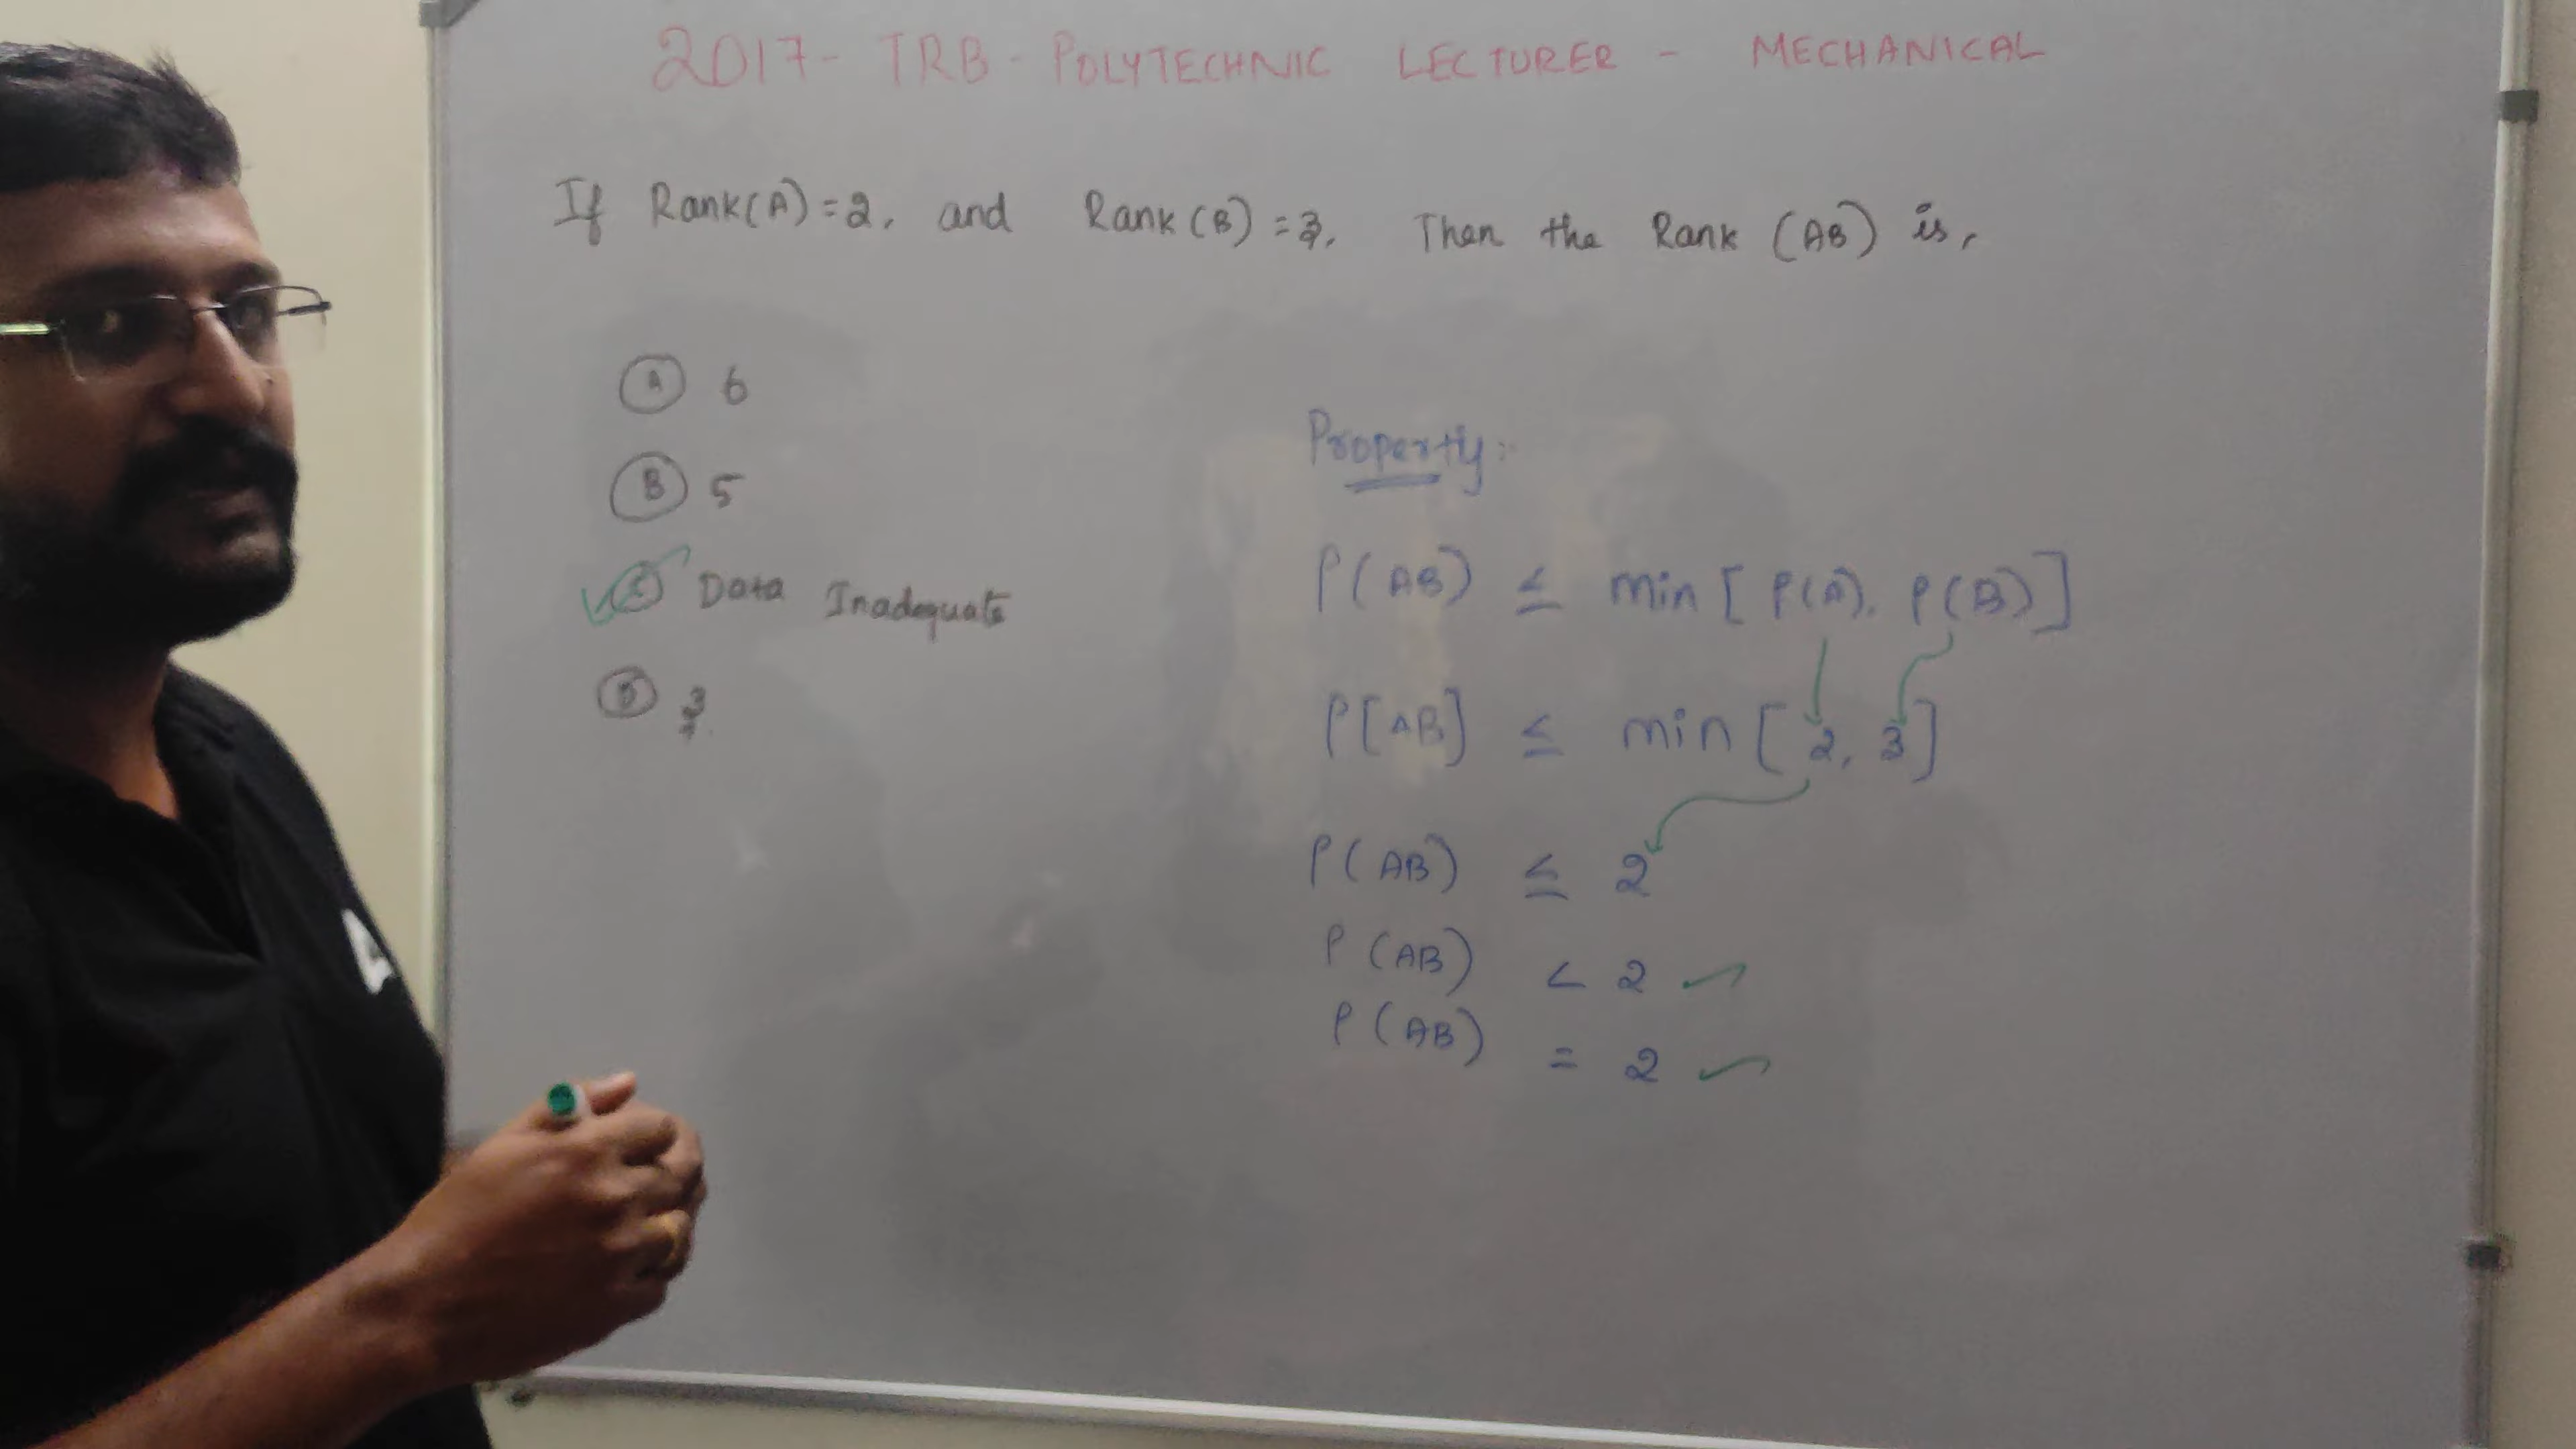 2017 - TRB - POLYTECHNIC LECTURER - MECHANICAL
If Rank(A)=2, and Rank(B)=3, Then the Rank (AB) is,
A 6
B 5
C Data Inadequate
D 3
Property:
ρ(AB) ≤ min [ρ(A), ρ(B)]
ρ[AB] ≤ min [2, 3]
ρ(AB) ≤ 2
ρ(AB) < 2 ✓
ρ(AB) = 2 ✓